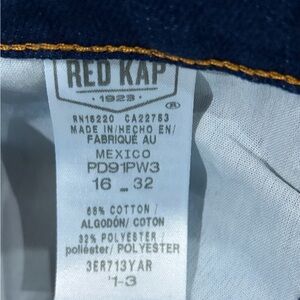 RED KAP
· 1923 ·
®
RN16220 CA22753
MADE IN/HECHO EN/
FABRIQUÉ AU
MEXICO
PD91PW3
16 - 32
68% COTTON /
ALGODÓN/ COTON
32% POLYESTER /
poliéster/ POLYESTER
3ER713YAR
1-3